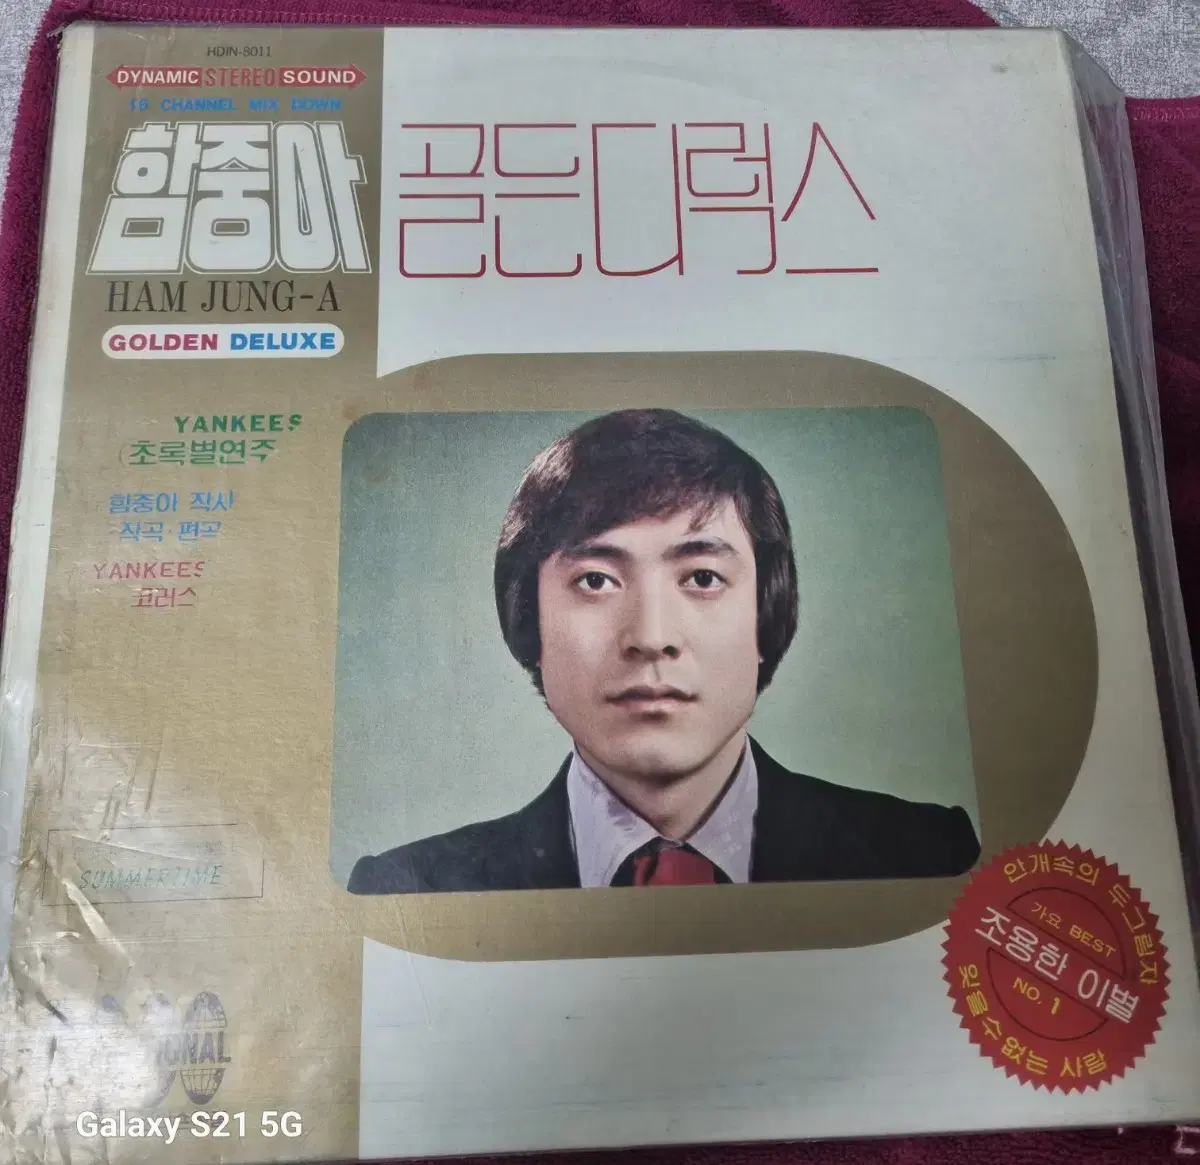 HDIN-8011
DYNAMIC STEREO SOUND
16 CHANNEL MIX DOWN
함중아
골든디럭스
HAM JUNG-A
GOLDEN DELUXE
YANKEES
(초록별연주
함중아 작사
작곡·편곡
YANKEES
코러스
SUMMERTIME
안개속의 두그림자
가요 BEST
조용한 이별
NO. 1
잊을수없는 사람
Galaxy S21 5G